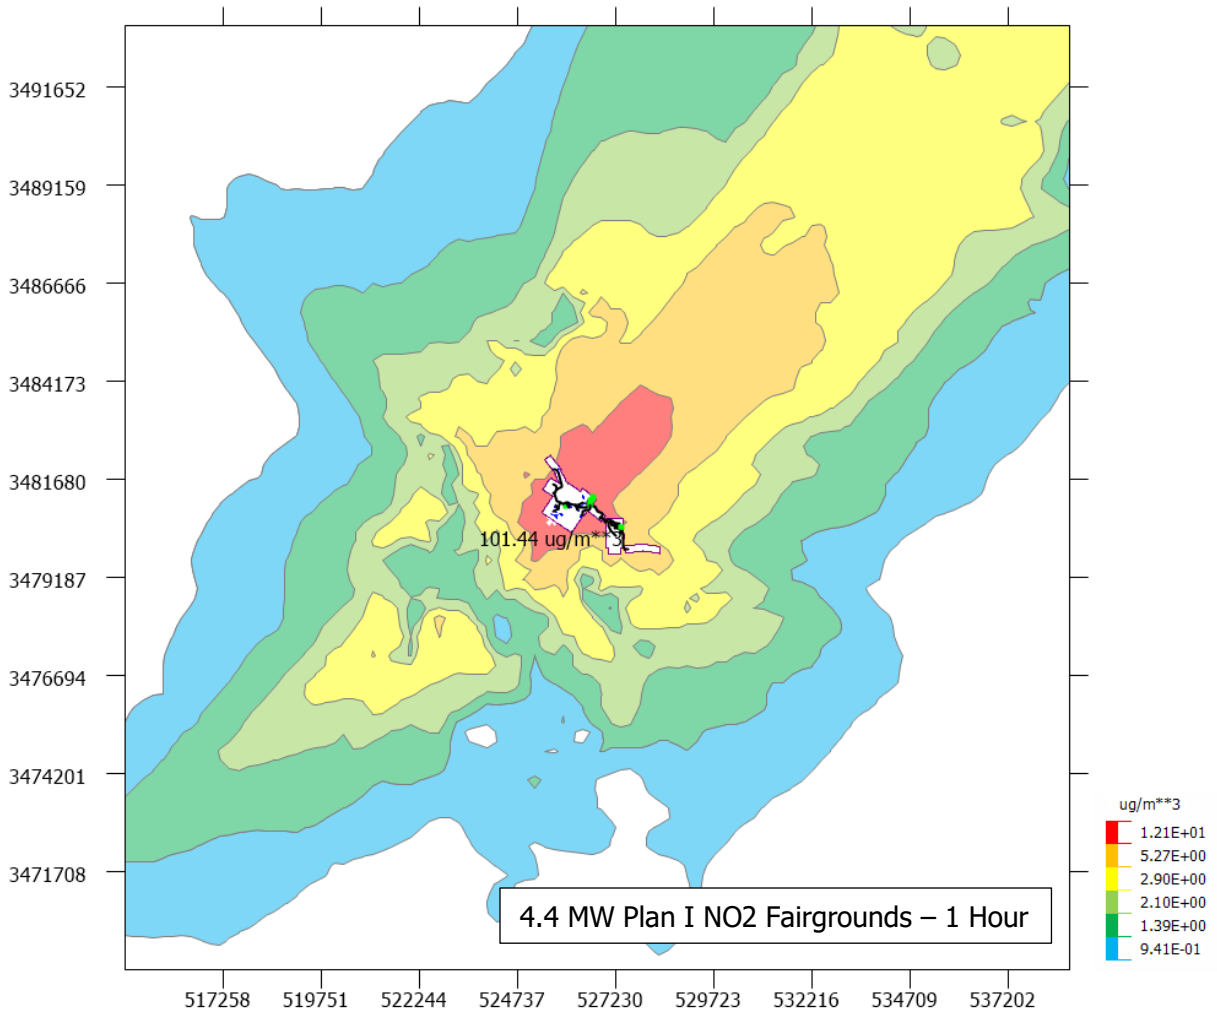 3491652
3489159
3486666
3484173
3481680
3479187
3476694
3474201
3471708
101.44 ug/m**3
4.4 MW Plan I NO2 Fairgrounds – 1 Hour
517258 519751 522244 524737 527230 529723 532216 534709 537202
ug/m**3
1.21E+01
5.27E+00
2.90E+00
2.10E+00
1.39E+00
9.41E-01